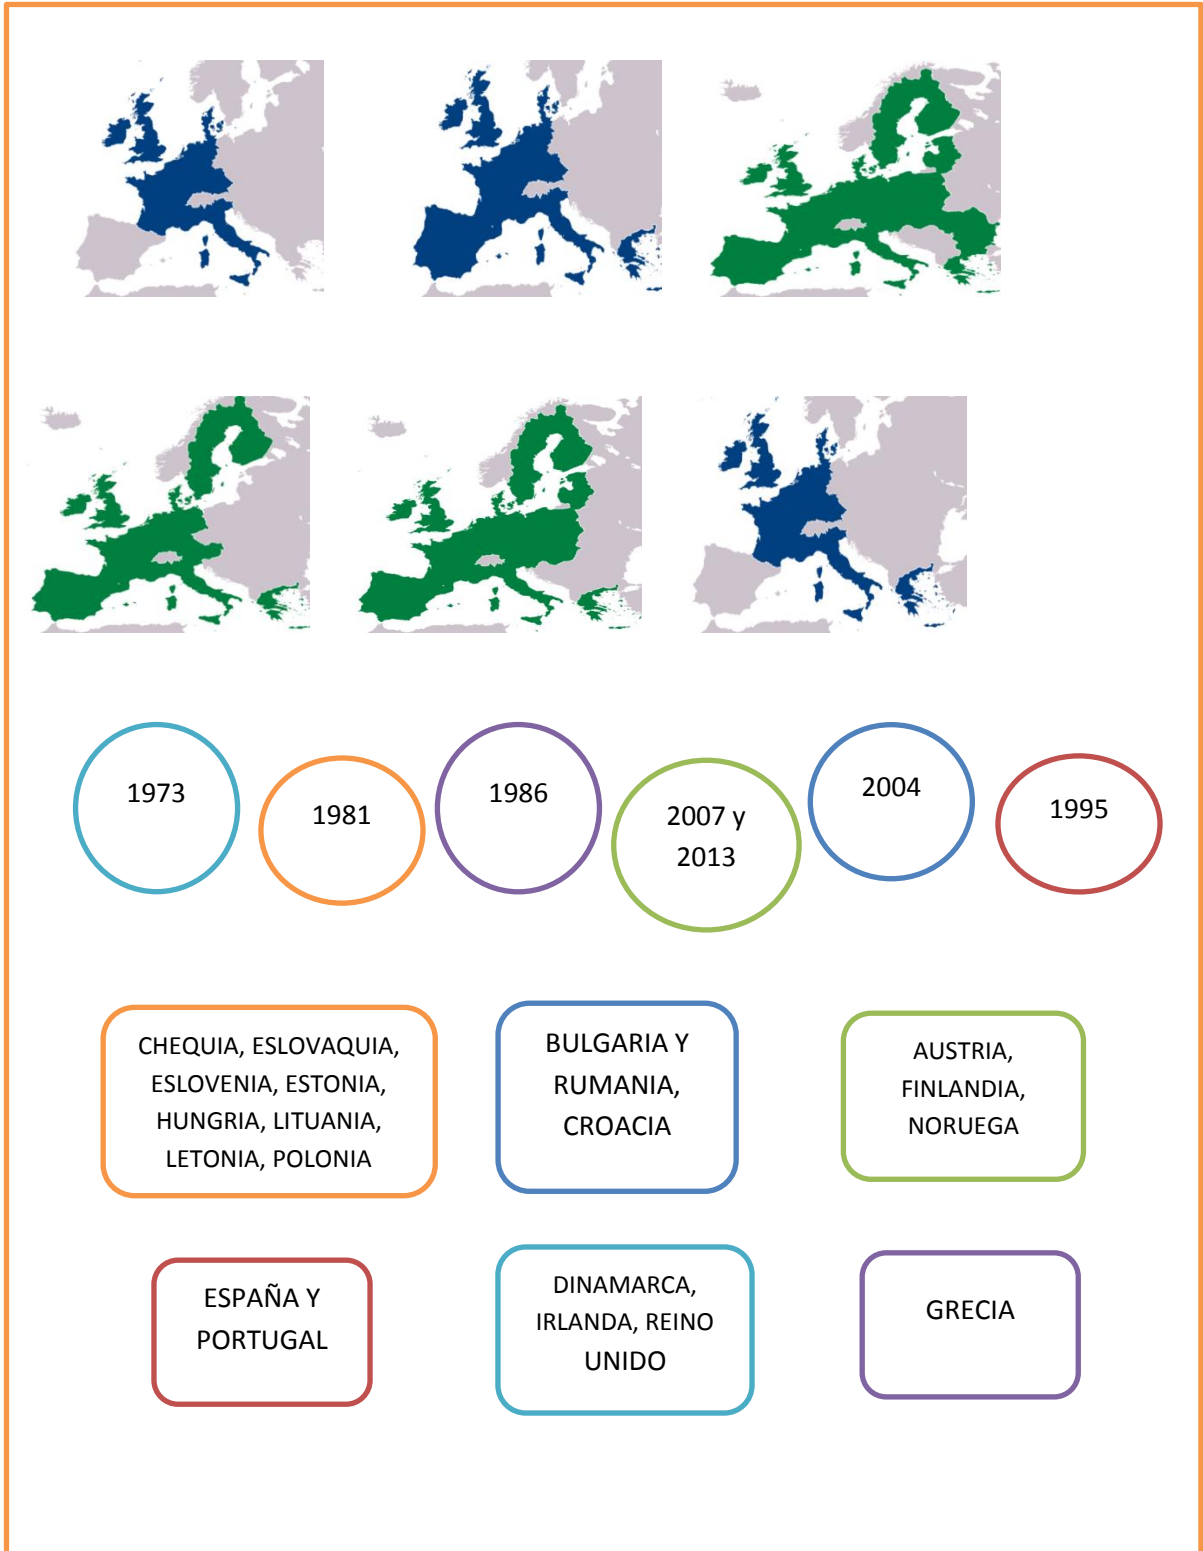 1973
1981
1986
2007 y
2013
2004
1995
CHEQUIA, ESLOVAQUIA,
ESLOVENIA, ESTONIA,
HUNGRIA, LITUANIA,
LETONIA, POLONIA
BULGARIA Y
RUMANIA,
CROACIA
AUSTRIA,
FINLANDIA,
NORUEGA
ESPAÑA Y
PORTUGAL
DINAMARCA,
IRLANDA, REINO
UNIDO
GRECIA